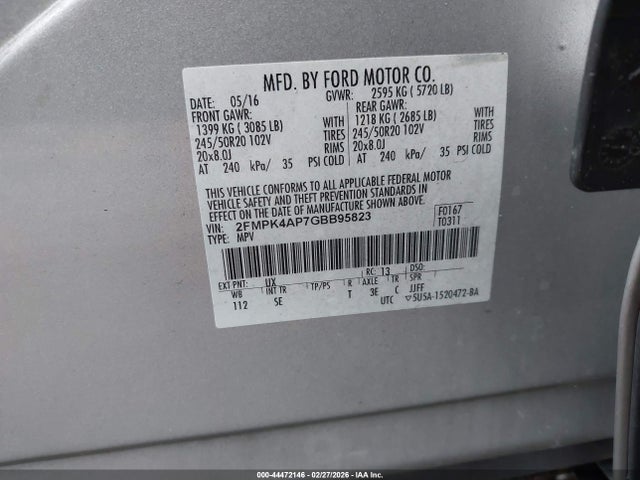 MFD. BY FORD MOTOR CO.
DATE: 05/16 GVWR: 2595 KG ( 5720 LB)
FRONT GAWR: REAR GAWR:
1399 KG ( 3085 LB) WITH 1218 KG ( 2685 LB) WITH
245/50R20 102V TIRES 245/50R20 102V TIRES
20x8.0J RIMS 20x8.0J RIMS
AT 240 kPa/ 35 PSI COLD AT 240 kPa/ 35 PSI COLD
THIS VEHICLE CONFORMS TO ALL APPLICABLE FEDERAL MOTOR
VEHICLE SAFETY AND THEFT PREVENTION STANDARDS IN
EFFECT ON THE DATE OF MANUFACTURE SHOWN ABOVE.
VIN: 2FMPK4AP7GBB95823 F0167
TYPE: MPV T0311
EXT PNT: UX RC: 13 DSO:
WB INT TR TP/PS R AXLE TR SPR
112 SE T 3E C JJFF
UTC ▽5U5A-1520472-BA
000-44472146 - 02/27/2026 - IAAI.COM